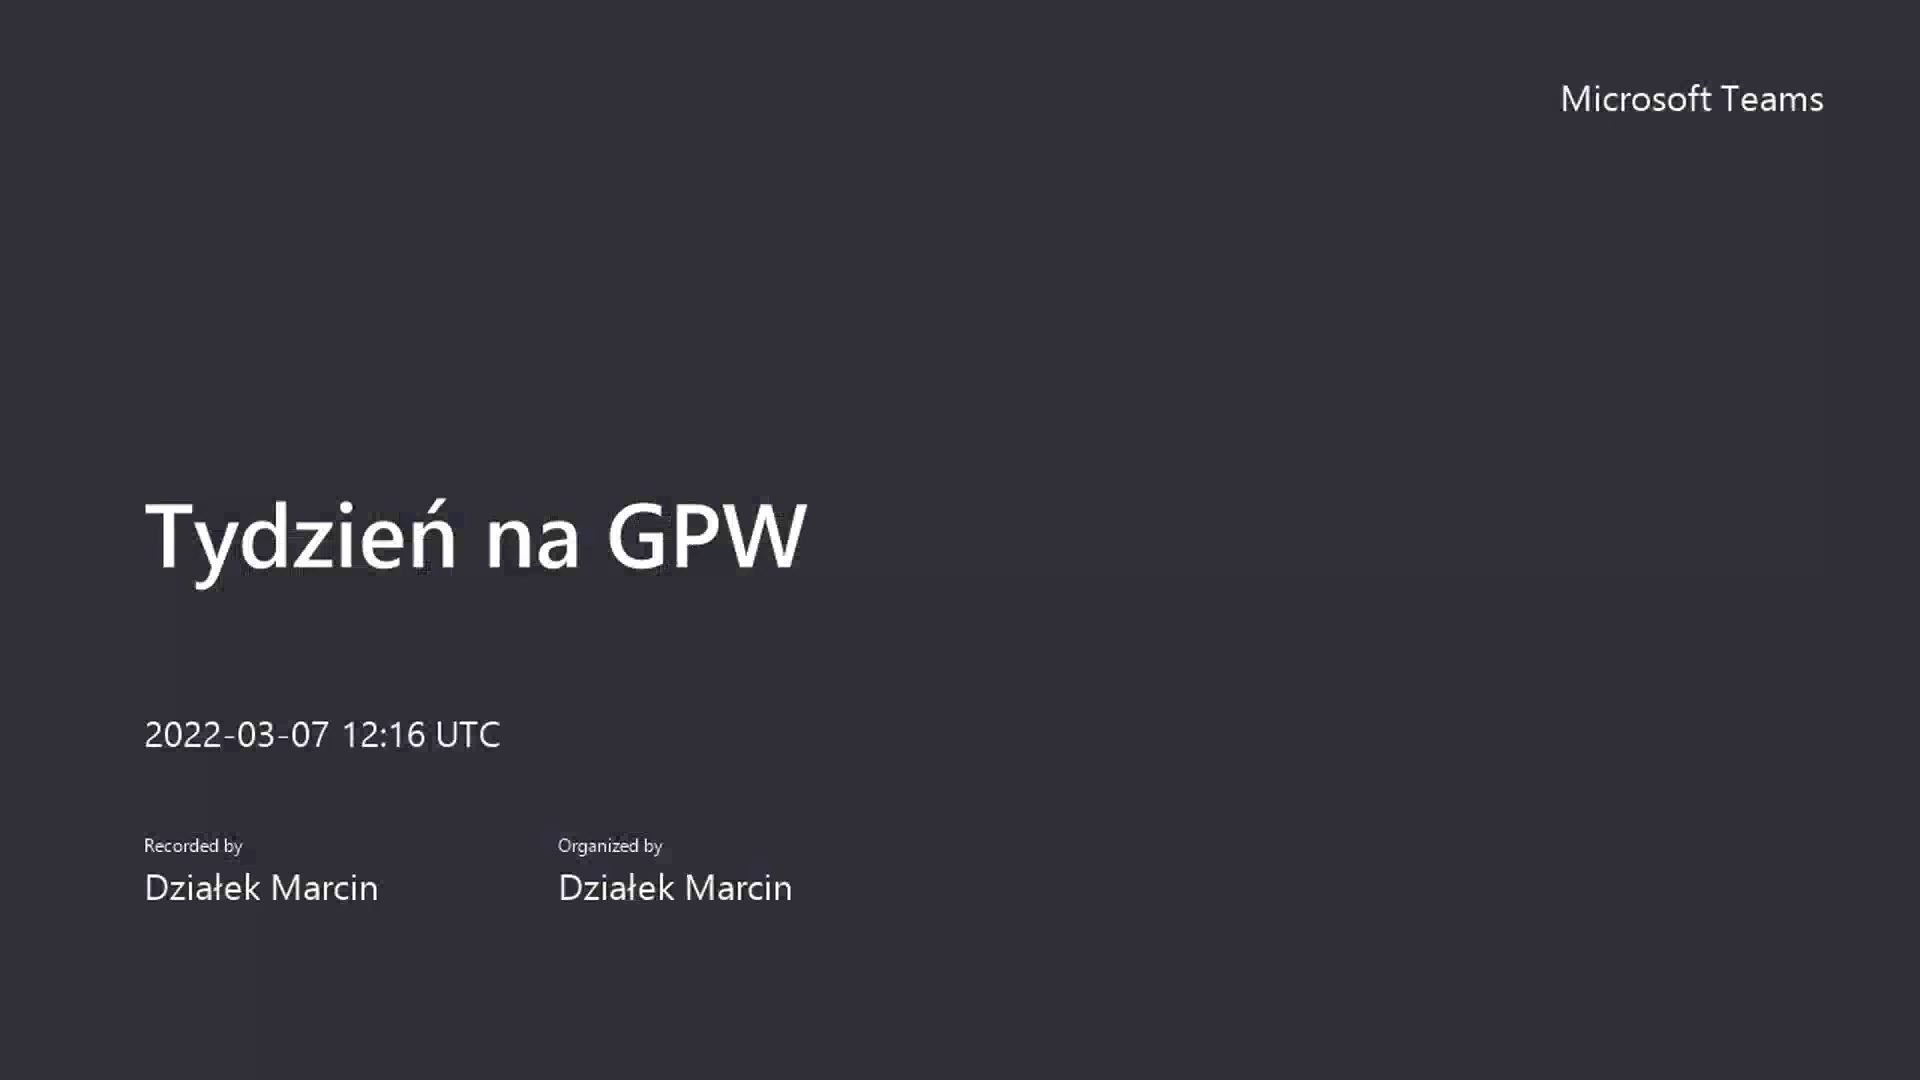 Microsoft Teams
Tydzień na GPW
2022-03-07 12:16 UTC
Recorded by
Działek Marcin
Organized by
Działek Marcin